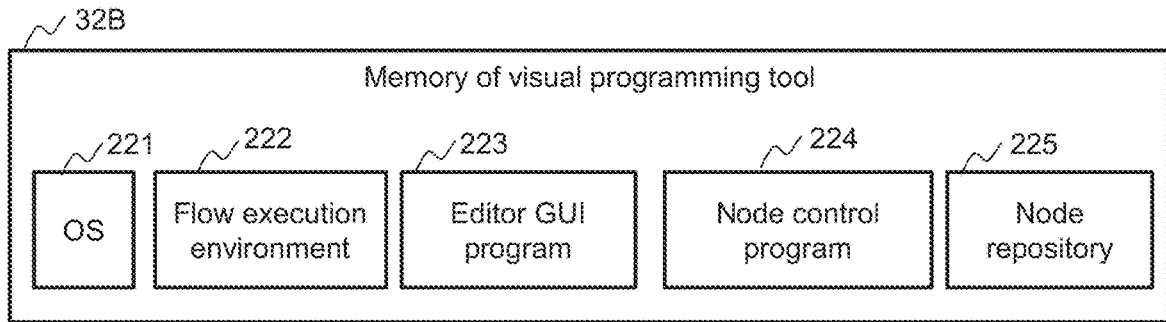 32B
Memory of visual programming tool
221
222
223
224
225
OS
Flow execution
environment
Editor GUI
program
Node control
program
Node
repository